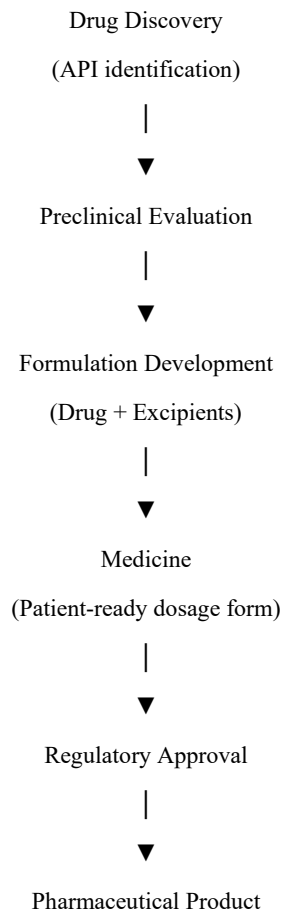 Drug Discovery
(API identification)
|
▼
Preclinical Evaluation
|
▼
Formulation Development
(Drug + Excipients)
|
▼
Medicine
(Patient-ready dosage form)
|
▼
Regulatory Approval
|
▼
Pharmaceutical Product